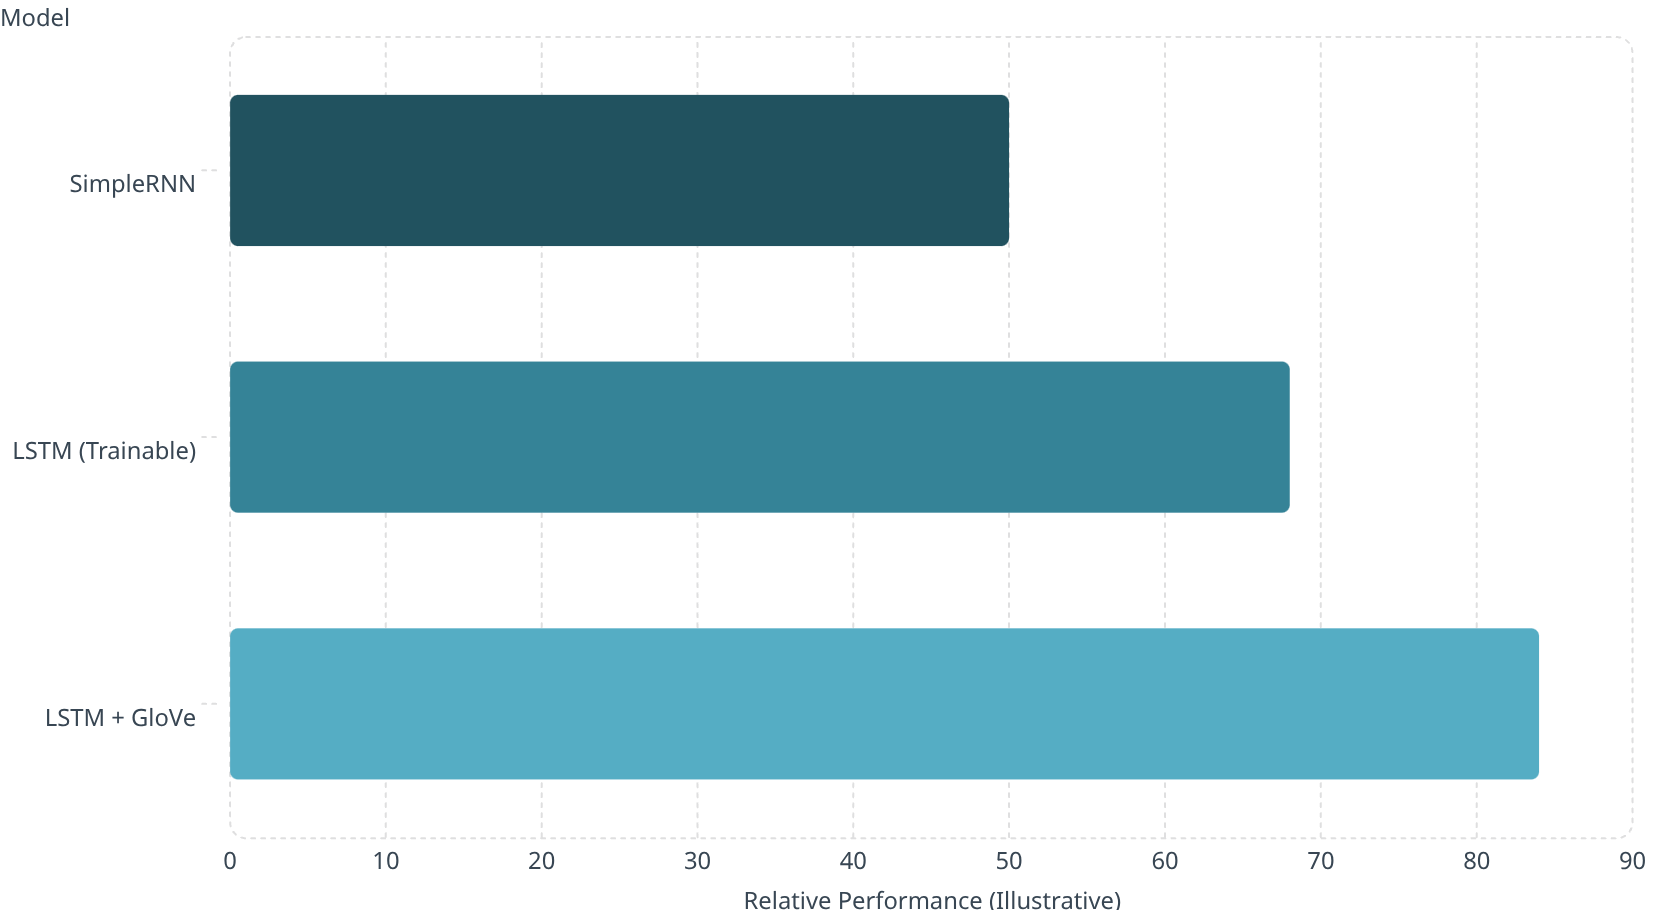 Model
SimpleRNN
LSTM (Trainable)
LSTM + GloVe
0 10 20 30 40 50 60 70 80 90
Relative Performance (Illustrative)